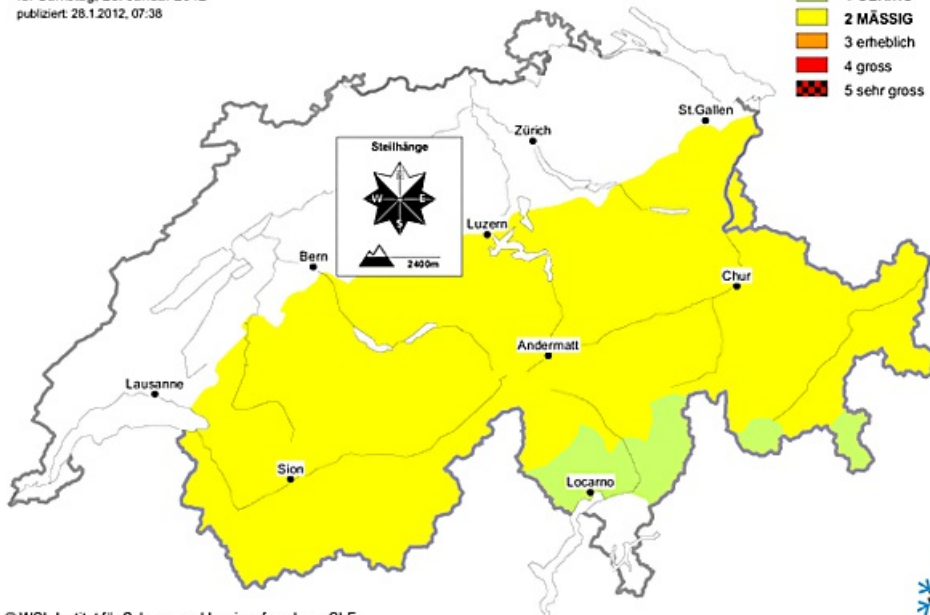 publiziert: 28.1.2012, 07:38
2 MÄSSIG
3 erheblich
4 gross
5 sehr gross
St.Gallen
Zürich
Steilhänge
W E
S
2400m
Luzern
Bern
Chur
Andermatt
Lausanne
Sion
Locarno